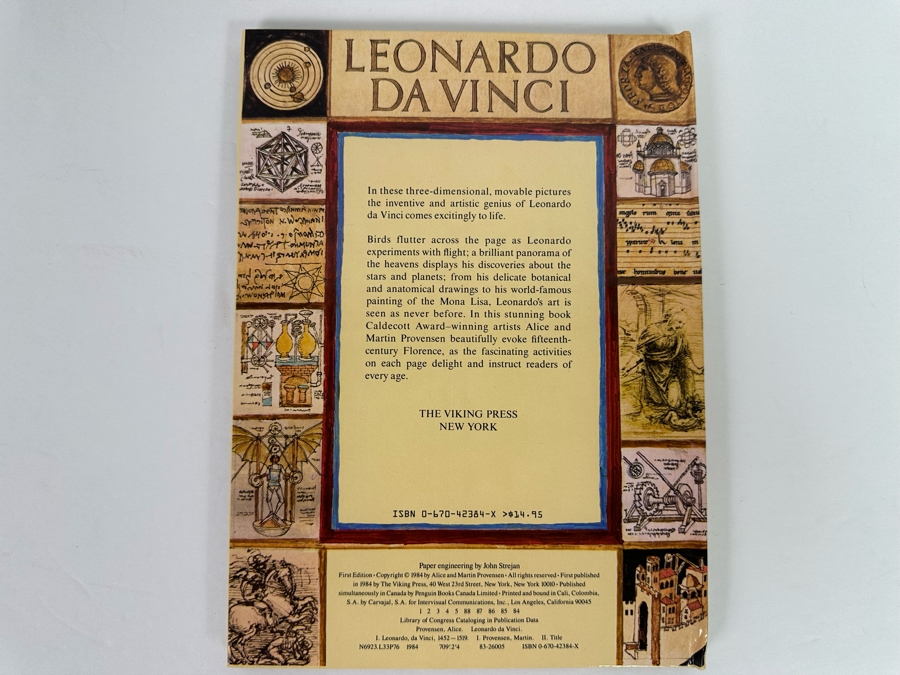 LEONARDO
DA VINCI
In these three-dimensional, movable pictures
the inventive and artistic genius of Leonardo
da Vinci comes excitingly to life.
Birds flutter across the page as Leonardo
experiments with flight; a brilliant panorama of
the heavens displays his discoveries about the
stars and planets; from his delicate botanical
and anatomical drawings to his world-famous
painting of the Mona Lisa, Leonardo's art is
seen as never before. In this stunning book
Caldecott Award–winning artists Alice and
Martin Provensen beautifully evoke fifteenth-
century Florence, as the fascinating activities
on each page delight and instruct readers of
every age.
THE VIKING PRESS
NEW YORK
ISBN 0-670-42384-X >$14.95
Paper engineering by John Strejan
First Edition • Copyright © 1984 by Alice and Martin Provensen • All rights reserved • First published
in 1984 by The Viking Press, 40 West 23rd Street, New York, New York 10010 • Published
simultaneously in Canada by Penguin Books Canada Limited • Printed and bound in Cali, Colombia,
S.A. by Carvajal, S.A. for Intervisual Communications, Inc., Los Angeles, California 90045
1 2 3 4 5 88 87 86 85 84
Library of Congress Cataloging in Publication Data
Provensen, Alice. Leonardo da Vinci.
1. Leonardo, da Vinci, 1452–1519. I. Provensen, Martin. II. Title
N6923.L33P76 1984 709'.2'4 83-26005 ISBN 0-670-42384-X